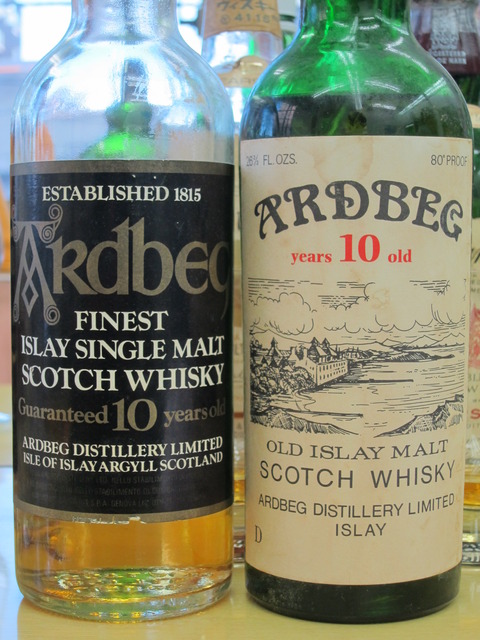 ESTABLISHED 1815
Ardbeg
FINEST
ISLAY SINGLE MALT
SCOTCH WHISKY
Guaranteed 10 years old
ARDBEG DISTILLERY LIMITED
ISLE OF ISLAY ARGYLL SCOTLAND
26⅔ FL. OZS. 80° PROOF
ARDBEG
years 10 old
OLD ISLAY MALT
SCOTCH WHISKY
ARDBEG DISTILLERY LIMITED
ISLAY
D